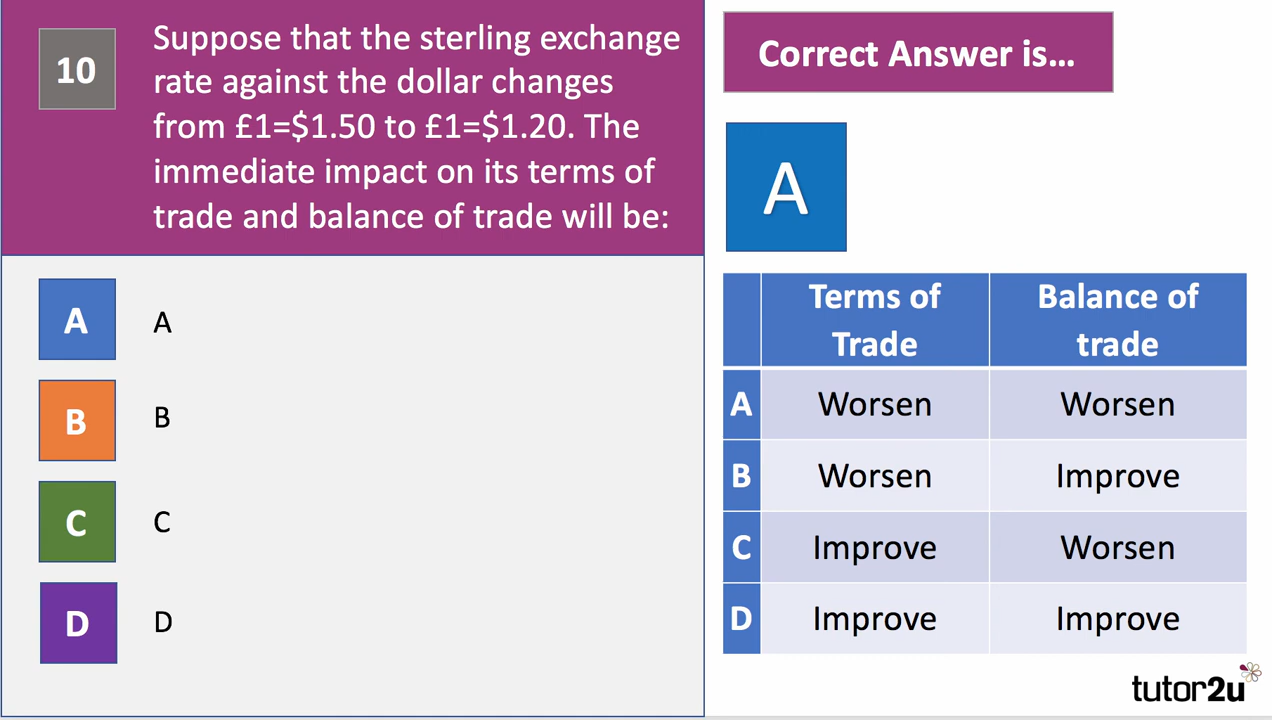 10
Suppose that the sterling exchange
rate against the dollar changes
from £1=$1.50 to £1=$1.20. The
immediate impact on its terms of
trade and balance of trade will be:
A A
B B
C C
D D
Correct Answer is...
A
Terms of Trade Balance of trade
A Worsen Worsen
B Worsen Improve
C Improve Worsen
D Improve Improve
tutor2u